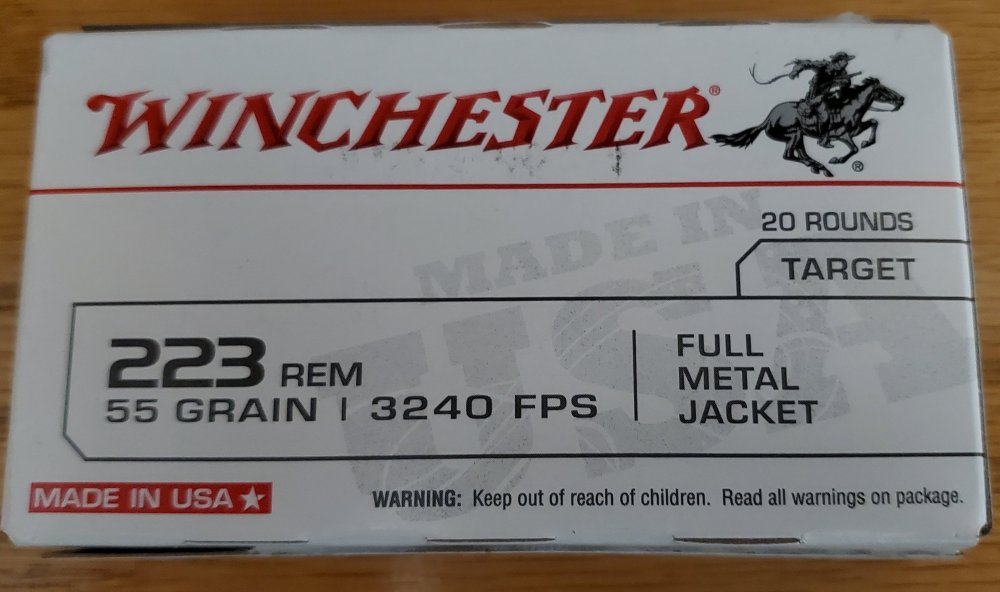 WINCHESTER®
®
20 ROUNDS
TARGET
MADE IN
USA
223 REM
55 GRAIN | 3240 FPS
FULL
METAL
JACKET
MADE IN USA ★
WARNING: Keep out of reach of children. Read all warnings on package.